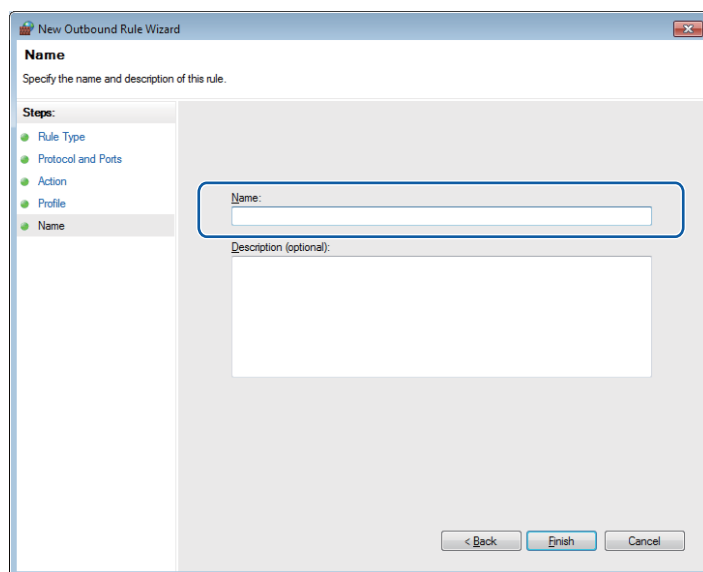 New Outbound Rule Wizard
Name
Specify the name and description of this rule.
Steps:
Rule Type
Protocol and Ports
Action
Profile
Name
Name:
Description (optional):
< Back
Finish
Cancel